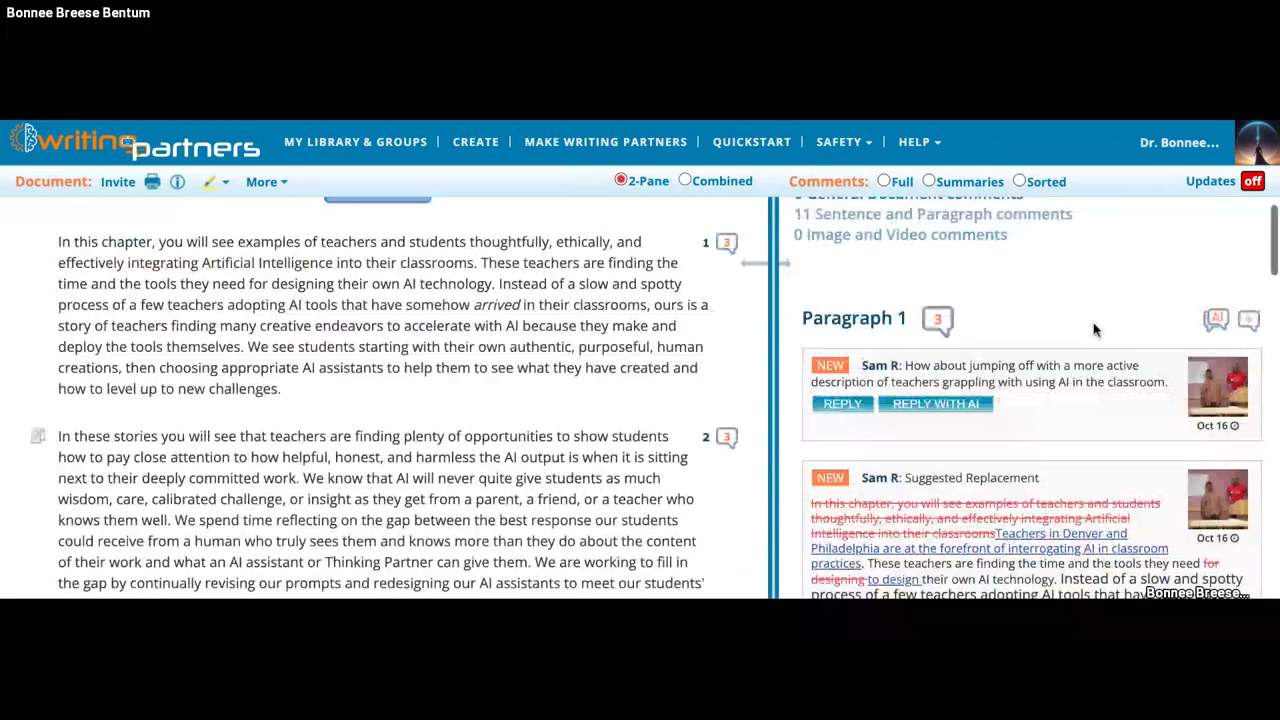 Bonnee Breese Bentum
writing partners
MY LIBRARY & GROUPS | CREATE | MAKE WRITING PARTNERS | QUICKSTART | SAFETY | HELP
Dr. Bonnee...
Document: Invite More
2-Pane Combined
Comments: Full Summaries Sorted
Updates off
In this chapter, you will see examples of teachers and students thoughtfully, ethically, and
effectively integrating Artificial Intelligence into their classrooms. These teachers are finding the
time and the tools they need for designing their own AI technology. Instead of a slow and spotty
process of a few teachers adopting AI tools that have somehow arrived in their classrooms, ours is a
story of teachers finding many creative endeavors to accelerate with AI because they make and
deploy the tools themselves. We see students starting with their own authentic, purposeful, human
creations, then choosing appropriate AI assistants to help them to see what they have created and
how to level up to new challenges.
1 3
In these stories you will see that teachers are finding plenty of opportunities to show students
how to pay close attention to how helpful, honest, and harmless the AI output is when it is sitting
next to their deeply committed work. We know that AI will never quite give students as much
wisdom, care, calibrated challenge, or insight as they get from a parent, a friend, or a teacher who
knows them well. We spend time reflecting on the gap between the best response our students
could reveive from a human who truly sees them and knows more than they do about the content
of their work and what an AI assistant or Thinking Partner can give them. We are working to fill in
the gap by continually revising our prompts and redesigning our AI assistants to meet our students'
2 3
General Document comments
11 Sentence and Paragraph comments
0 Image and Video comments
Paragraph 1 3
AI +
NEW Sam R: How about jumping off with a more active
description of teachers grappling with using AI in the classroom.
REPLY REPLY WITH AI
Oct 16
NEW Sam R: Suggested Replacement
In this chapter, you will see examples of teachers and students
thoughtfully, ethically, and effectively integrating Artificial
Intelligence into their classroomsTeachers in Denver and
Philadelphia are at the forefront of interrogating AI in classroom
practices. These teachers are finding the time and the tools they need for
designing to design their own AI technology. Instead of a slow and spotty
process of a few teachers adopting AI tools that
Oct 16
Bonnee Breese...